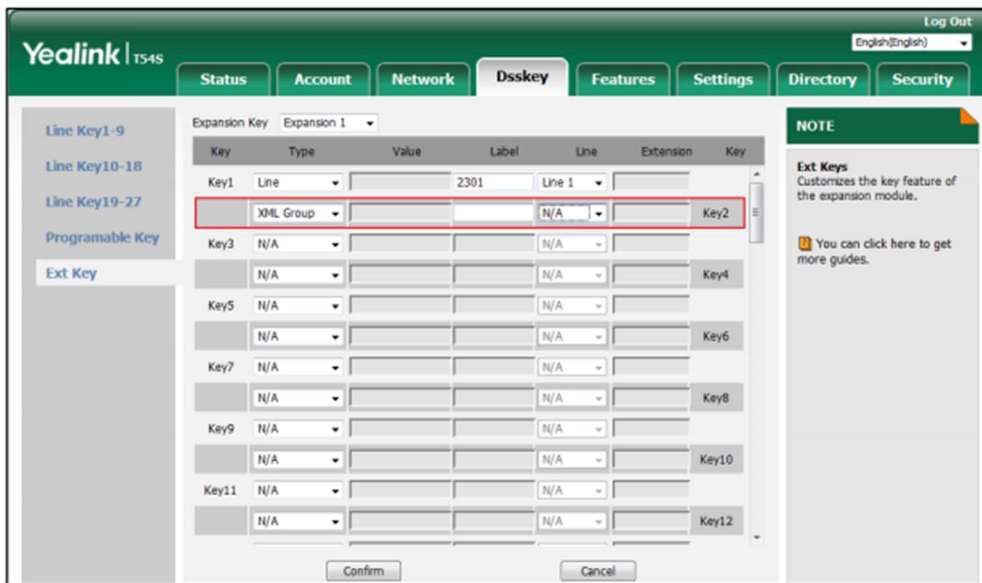 Log Out
English(English)
Yealink | T54S
Status Account Network Dsskey Features Settings Directory Security
Line Key1-9
Line Key10-18
Line Key19-27
Programable Key
Ext Key
Expansion Key Expansion 1
Key Type Value Label Line Extension Key
Key1 Line 2301 Line 1
XML Group N/A Key2
Key3 N/A N/A
N/A N/A Key4
Key5 N/A N/A
N/A N/A Key6
Key7 N/A N/A
N/A N/A Key8
Key9 N/A N/A
N/A N/A Key10
Key11 N/A N/A
N/A N/A Key12
Confirm Cancel
NOTE
Ext Keys
Customizes the key feature of
the expansion module.
You can click here to get
more guides.